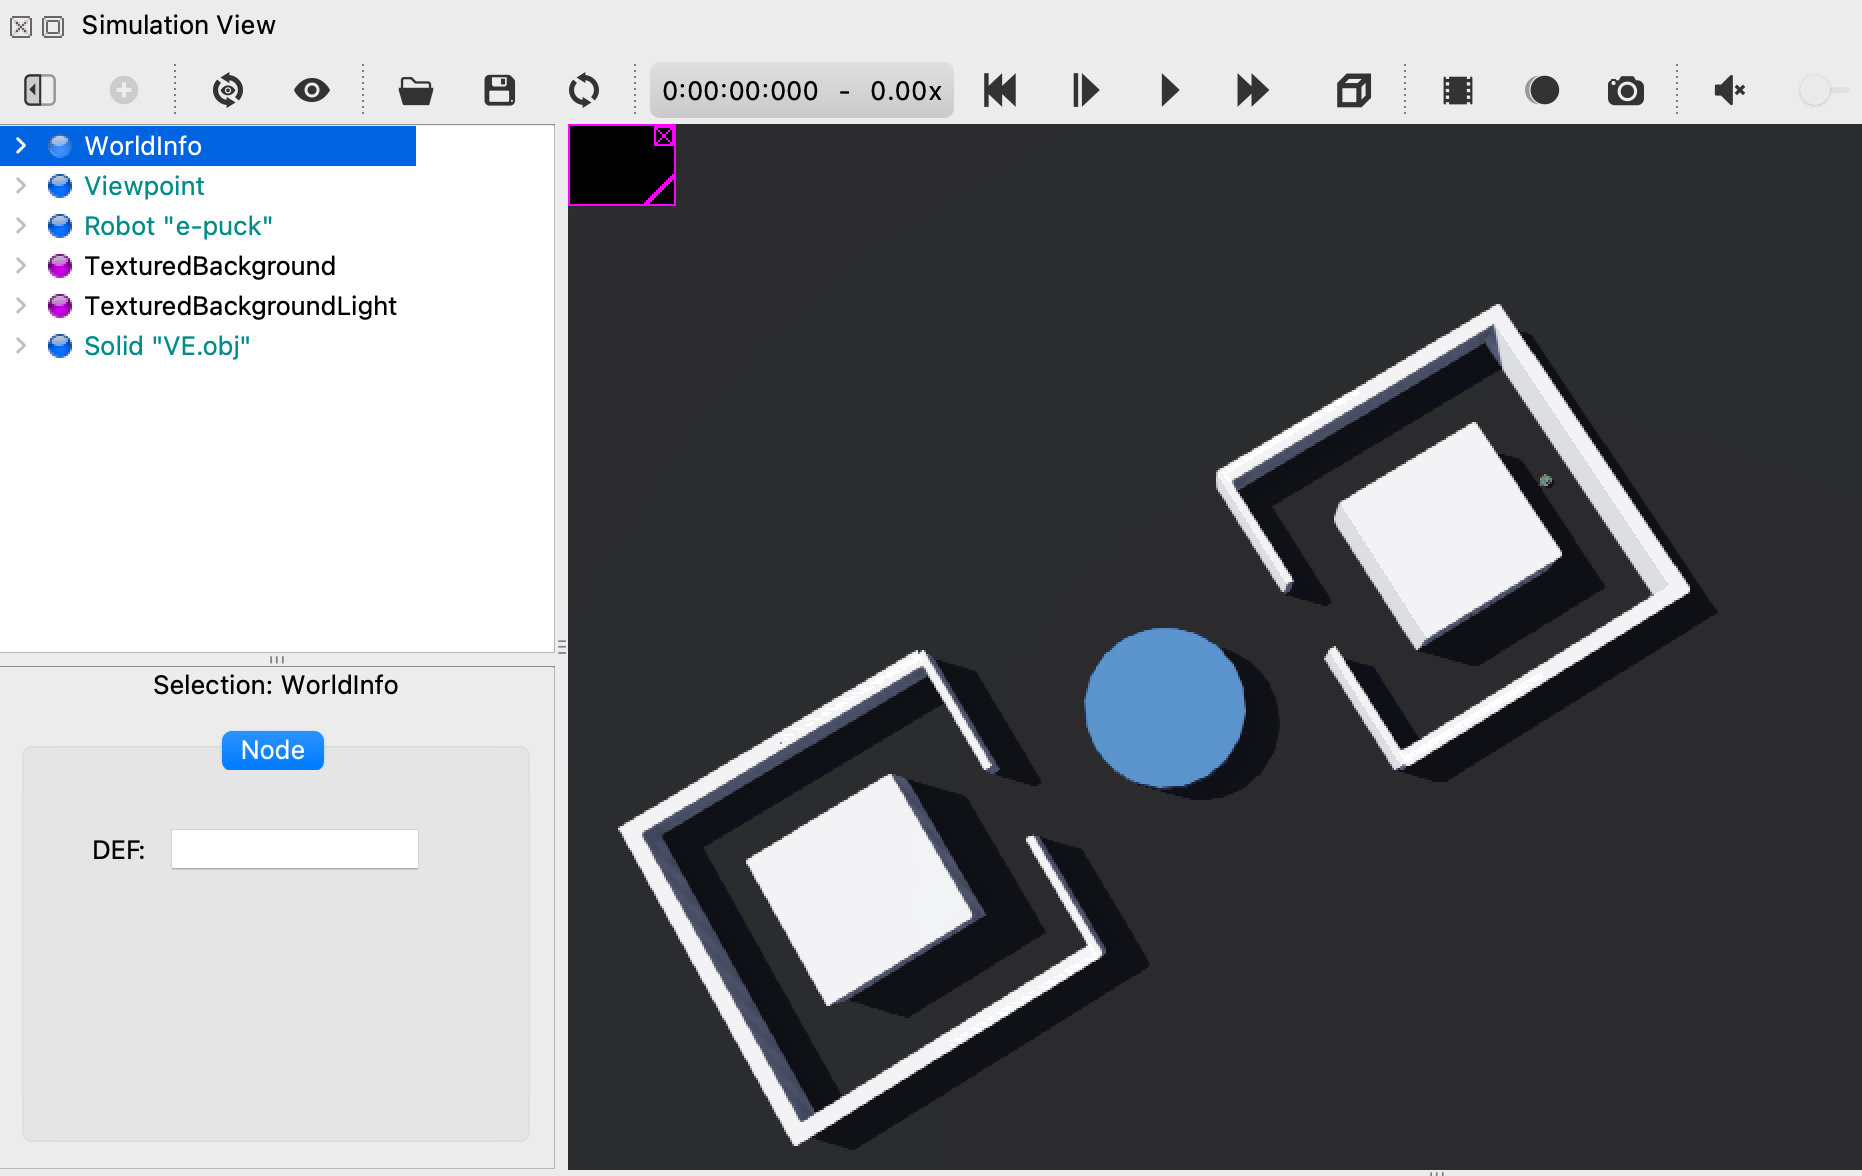 Simulation View
0:00:00:000 - 0.00x
WorldInfo
Viewpoint
Robot "e-puck"
TexturedBackground
TexturedBackgroundLight
Solid "VE.obj"
Selection: WorldInfo
Node
DEF: